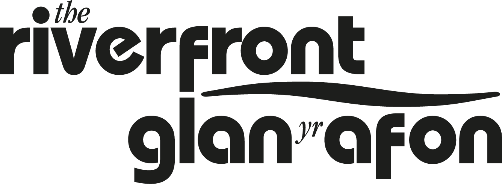 the
riverfront
glan yr afon